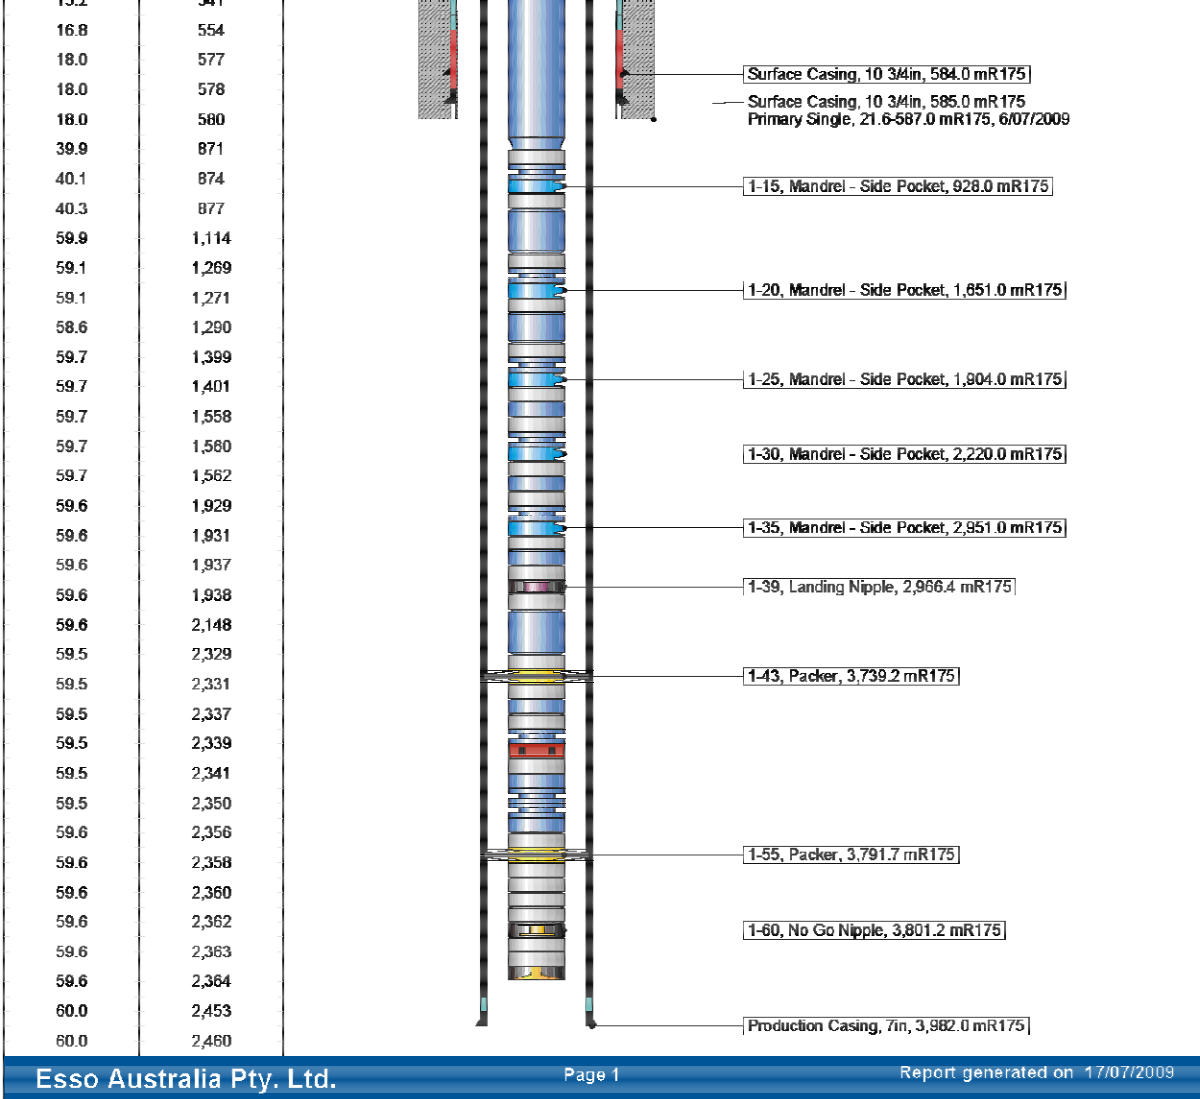 16.8 554
18.0 577
Surface Casing, 10 3/4in, 584.0 mR175
18.0 578
Surface Casing, 10 3/4in, 585.0 mR175
18.0 580
Primary Single, 21.6-587.0 mR175, 6/07/2009
39.9 871
40.1 874
1-15, Mandrel - Side Pocket, 928.0 mR175
40.3 877
59.9 1,114
59.1 1,269
1-20, Mandrel - Side Pocket, 1,651.0 mR175
59.1 1,271
58.6 1,290
59.7 1,399
1-25, Mandrel - Side Pocket, 1,904.0 mR175
59.7 1,401
59.7 1,558
59.7 1,560
1-30, Mandrel - Side Pocket, 2,220.0 mR175
59.7 1,562
59.6 1,929
1-35, Mandrel - Side Pocket, 2,951.0 mR175
59.6 1,931
59.6 1,937
1-39, Landing Nipple, 2,966.4 mR175
59.6 1,938
59.6 2,148
59.5 2,329
1-43, Packer, 3,739.2 mR175
59.5 2,331
59.5 2,337
59.5 2,339
59.5 2,341
59.5 2,350
59.6 2,356
1-55, Packer, 3,791.7 mR175
59.6 2,358
59.6 2,360
59.6 2,362
1-60, No Go Nipple, 3,801.2 mR175
59.6 2,363
59.6 2,364
60.0 2,453
Production Casing, 7in, 3,982.0 mR175
60.0 2,460
Esso Australia Pty. Ltd. Page 1 Report generated on 17/07/2009